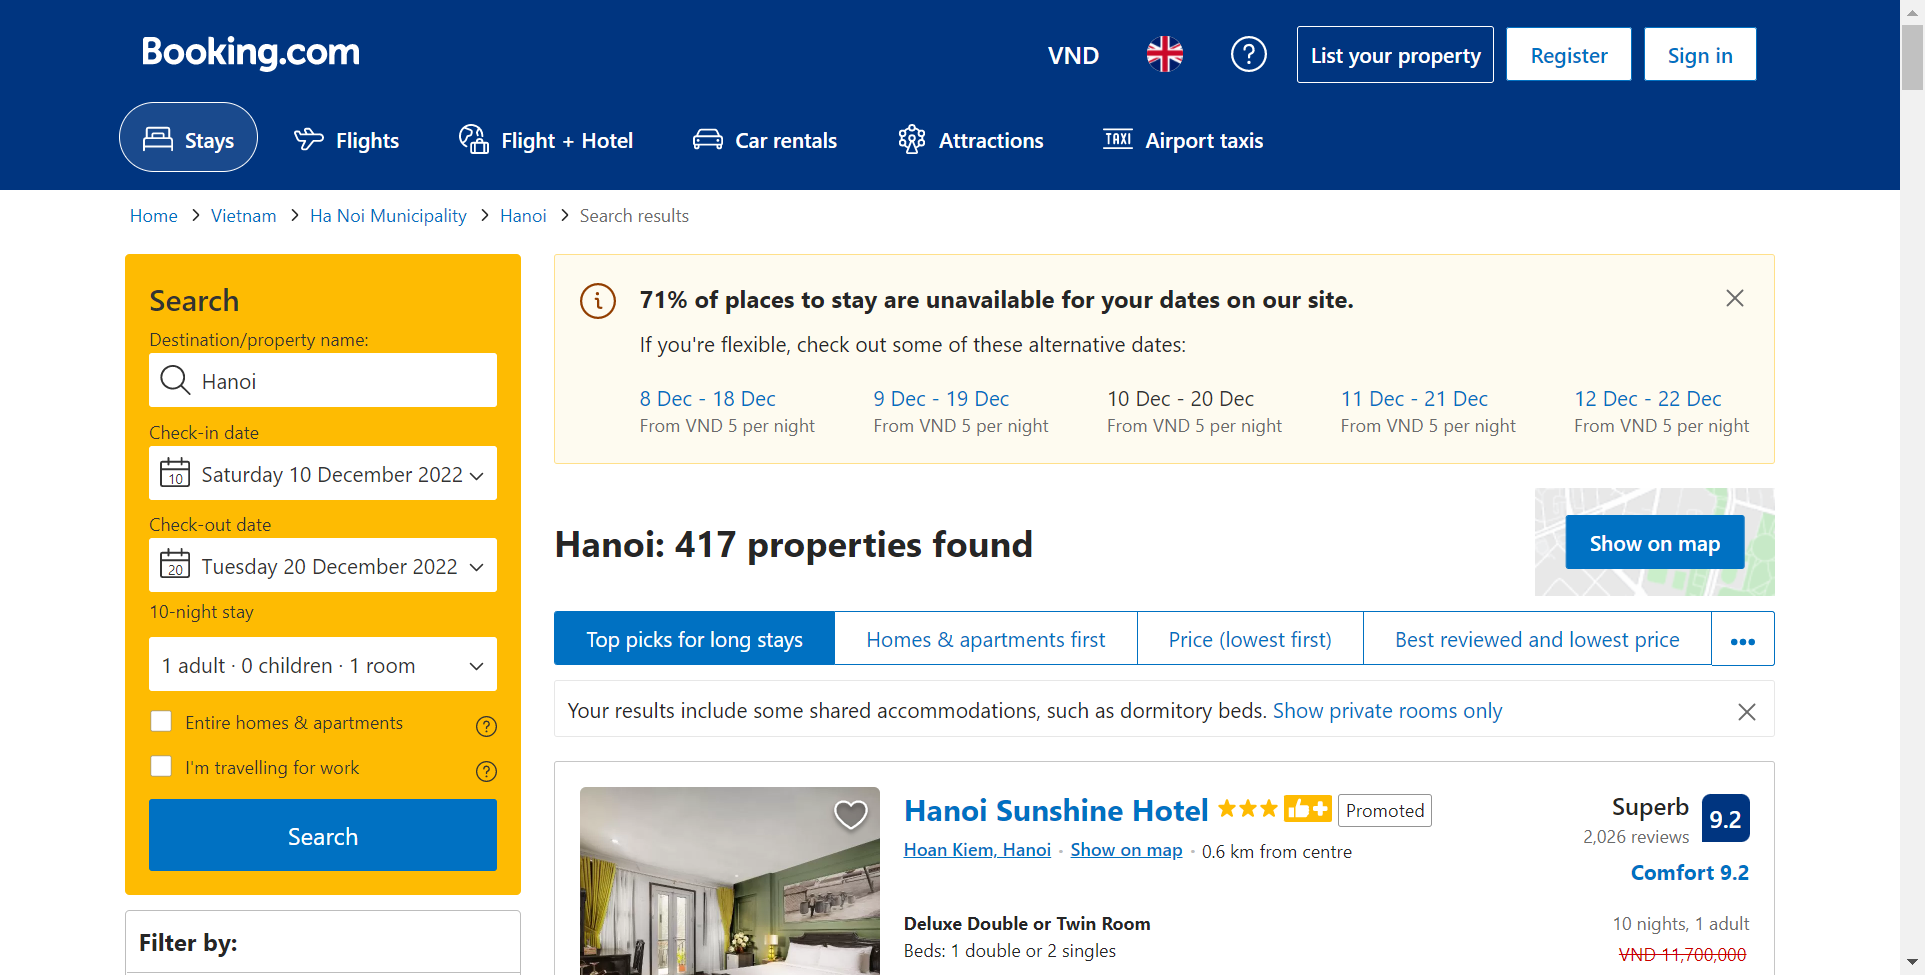 Booking.com
VND
?
List your property
Register
Sign in
Stays
Flights
Flight + Hotel
Car rentals
Attractions
TAXI
Airport taxis
Home > Vietnam > Ha Noi Municipality > Hanoi > Search results
Search
Destination/property name:
Hanoi
Check-in date
10
Saturday 10 December 2022
Check-out date
20
Tuesday 20 December 2022
10-night stay
1 adult · 0 children · 1 room
Entire homes & apartments
?
I'm travelling for work
?
Search
Filter by:
i
71% of places to stay are unavailable for your dates on our site.
If you're flexible, check out some of these alternative dates:
8 Dec - 18 Dec
From VND 5 per night
9 Dec - 19 Dec
From VND 5 per night
10 Dec - 20 Dec
From VND 5 per night
11 Dec - 21 Dec
From VND 5 per night
12 Dec - 22 Dec
From VND 5 per night
Hanoi: 417 properties found
Show on map
Top picks for long stays
Homes & apartments first
Price (lowest first)
Best reviewed and lowest price
Your results include some shared accommodations, such as dormitory beds. Show private rooms only
Hanoi Sunshine Hotel
Promoted
Hoan Kiem, Hanoi · Show on map · 0.6 km from centre
Deluxe Double or Twin Room
Beds: 1 double or 2 singles
Superb
2,026 reviews
9.2
Comfort 9.2
10 nights, 1 adult
VND 11,700,000